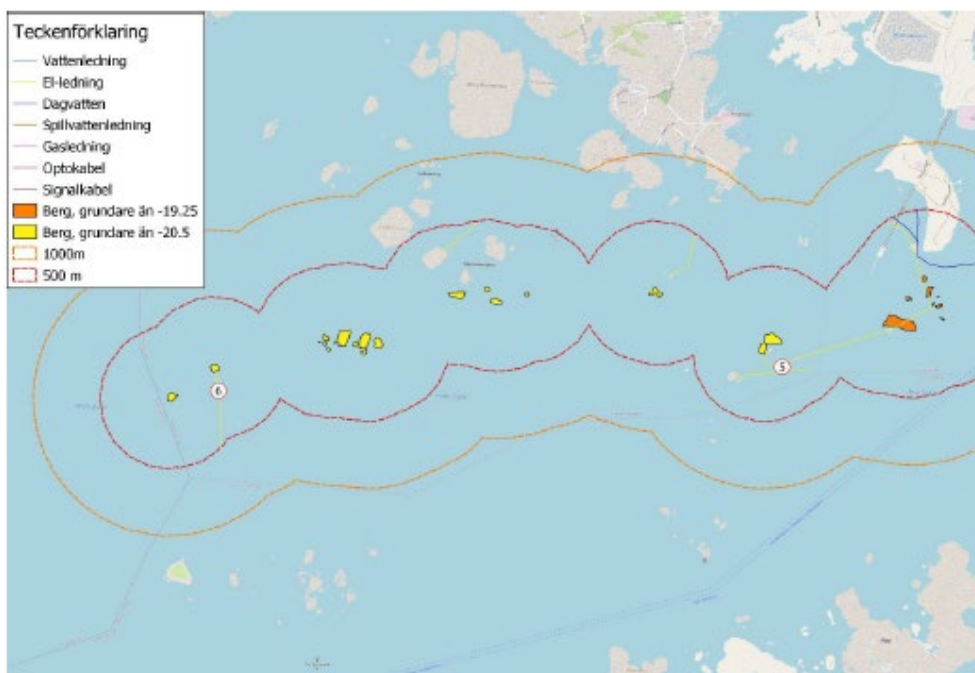 Teckenförklaring
Vattenledning
El-ledning
Dagvatten
Spillvattenledning
Gasledning
Optokabel
Signalkabel
Berg, grundare än -19.25
Berg, grundare än -20.5
1000m
500 m
6
5